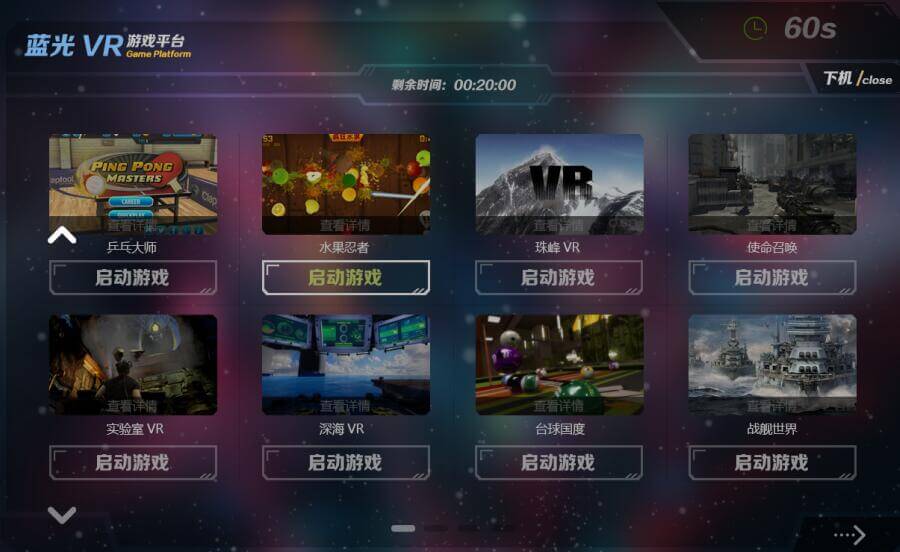 60s
蓝光 VR 游戏平台
Game Platform
剩余时间: 00:20:00
下机/close
PING PONG
MASTERS
CAREER
查看详情
查看详情
VR
查看详情
查看详情
乒乓大师
水果忍者
珠峰 VR
使命召唤
启动游戏
启动游戏
启动游戏
启动游戏
查看详情
查看详情
查看详情
查看详情
实验室 VR
深海 VR
台球国度
战舰世界
启动游戏
启动游戏
启动游戏
启动游戏